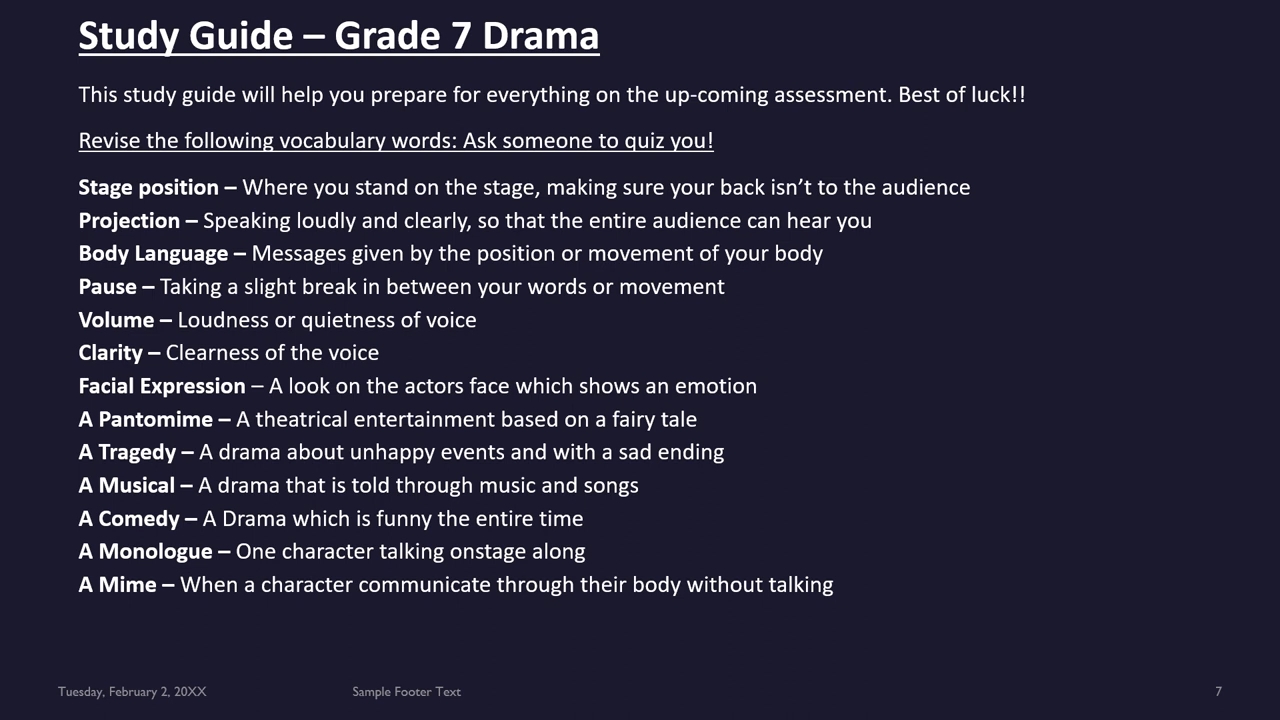 Study Guide – Grade 7 Drama
This study guide will help you prepare for everything on the up-coming assessment. Best of luck!!
Revise the following vocabulary words: Ask someone to quiz you!
Stage position – Where you stand on the stage, making sure your back isn’t to the audience
Projection – Speaking loudly and clearly, so that the entire audience can hear you
Body Language – Messages given by the position or movement of your body
Pause – Taking a slight break in between your words or movement
Volume – Loudness or quietness of voice
Clarity – Clearness of the voice
Facial Expression – A look on the actors face which shows an emotion
A Pantomime – A theatrical entertainment based on a fairy tale
A Tragedy – A drama about unhappy events and with a sad ending
A Musical – A drama that is told through music and songs
A Comedy – A Drama which is funny the entire time
A Monologue – One character talking onstage along
A Mime – When a character communicate through their body without talking
Tuesday, February 2, 20XX
Sample Footer Text
7